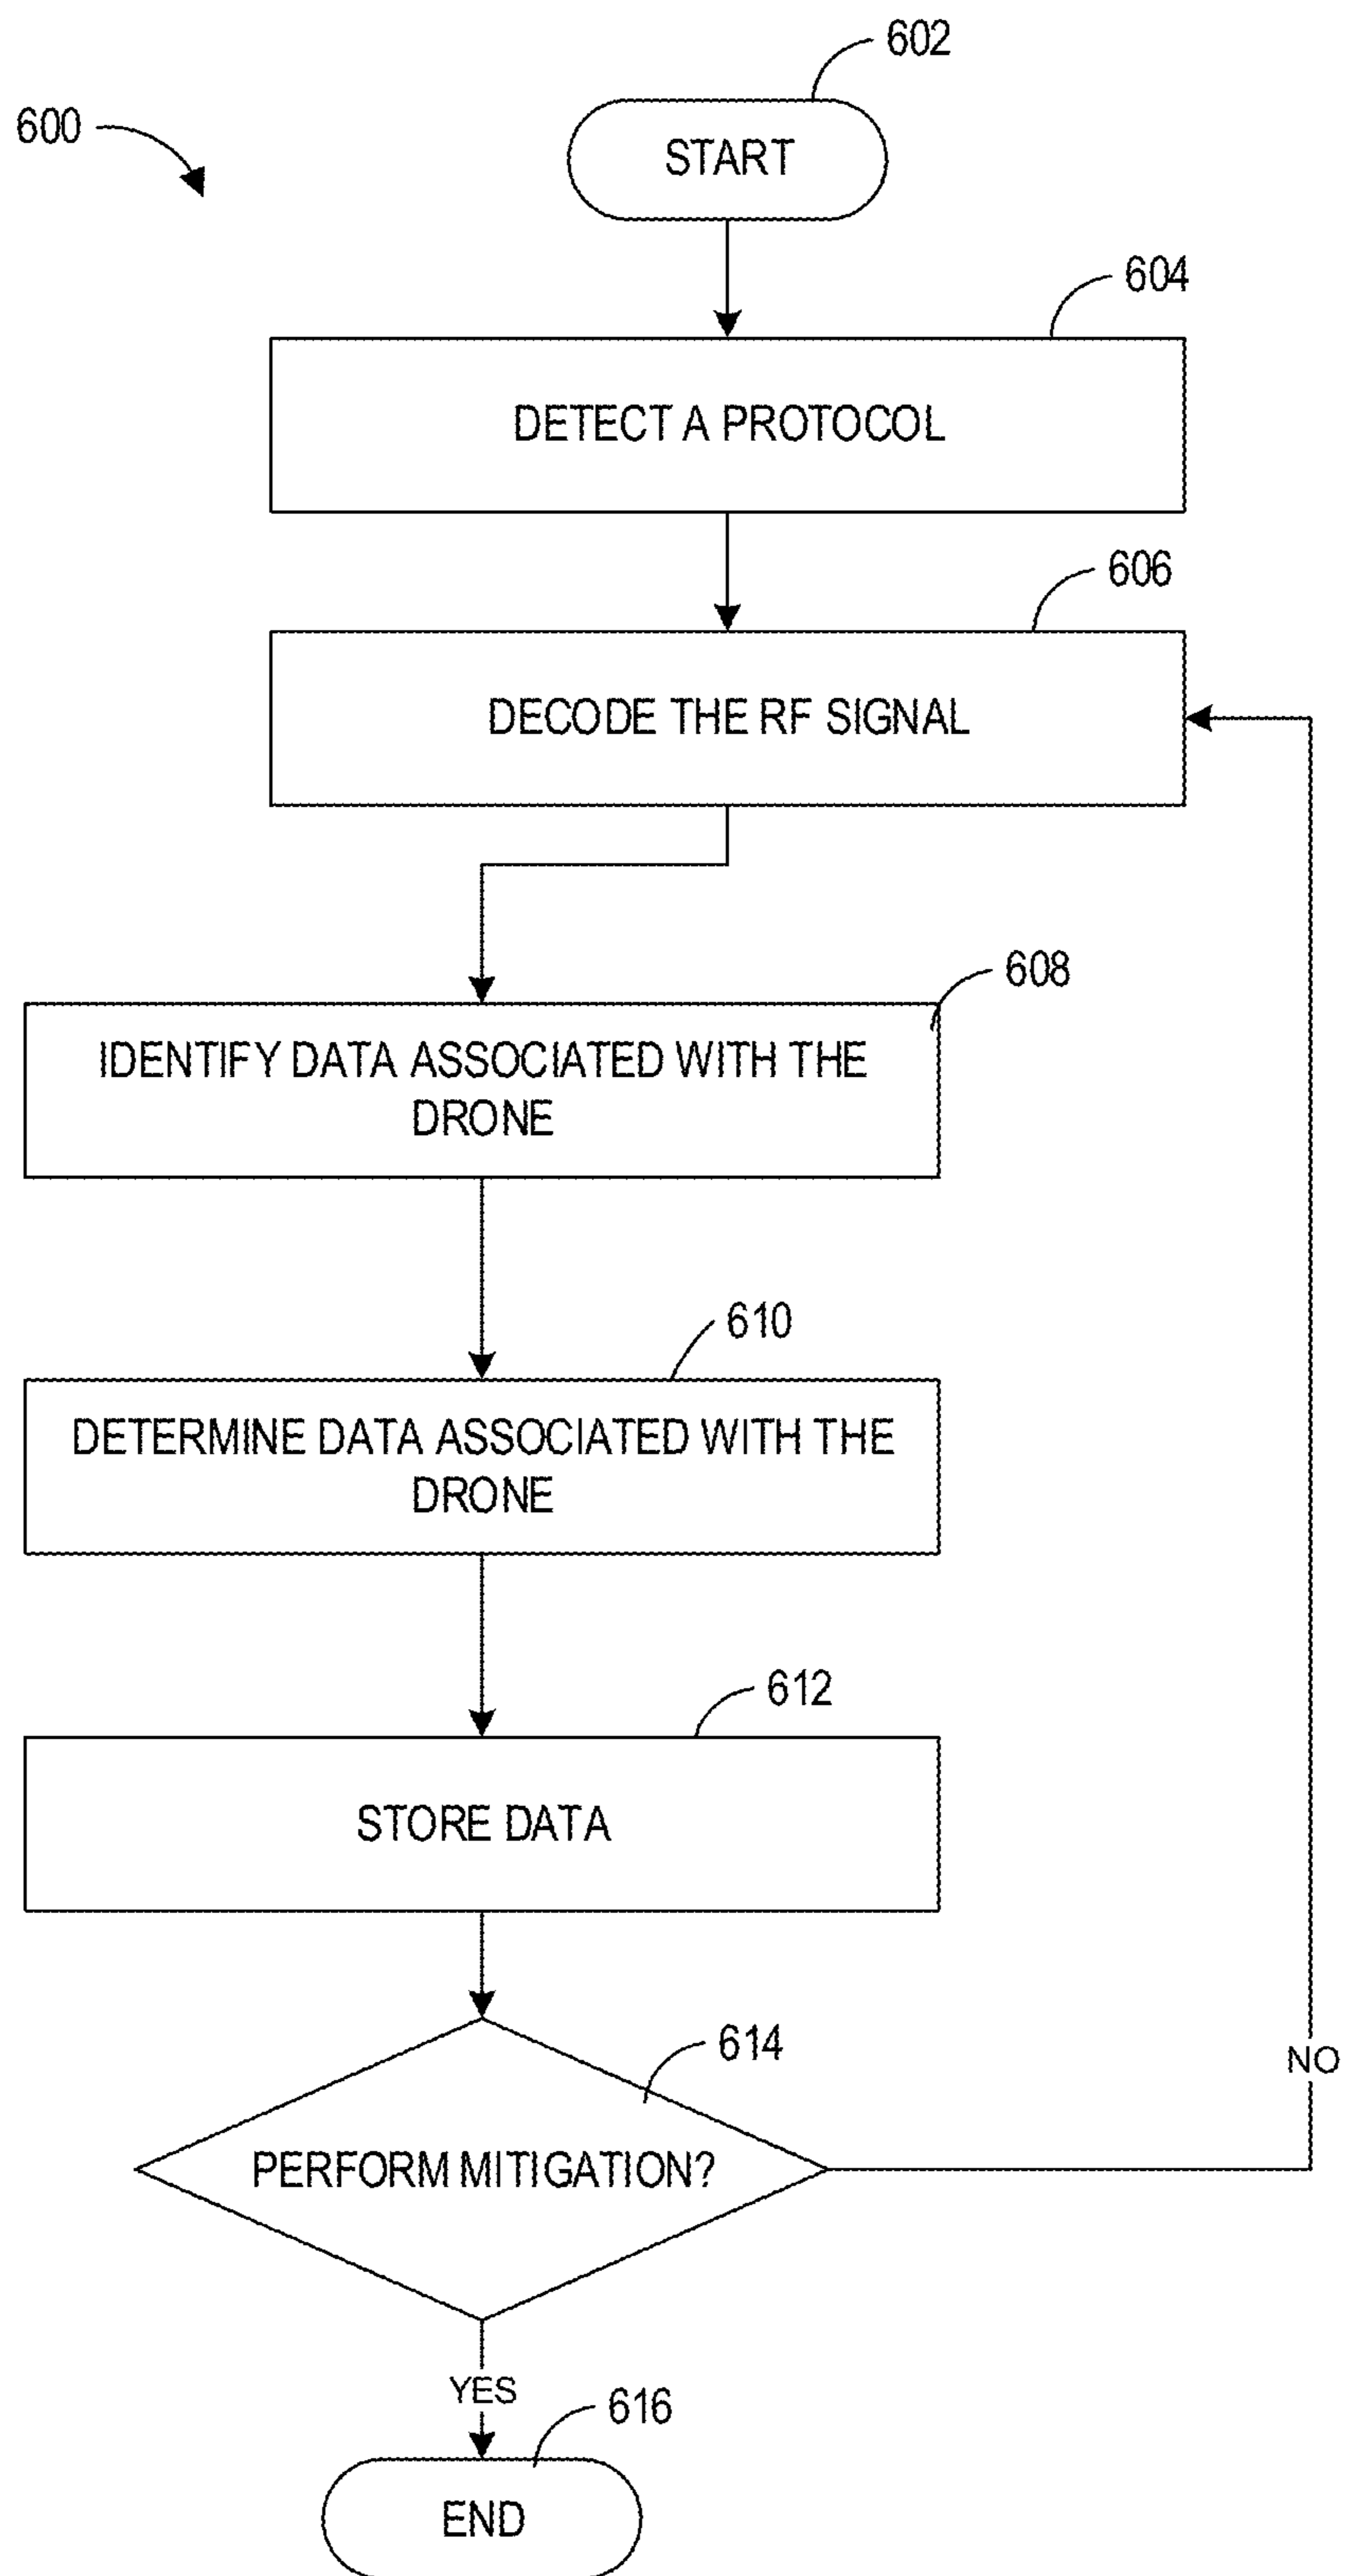 602
600
START
604
DETECT A PROTOCOL
606
DECODE THE RF SIGNAL
608
IDENTIFY DATA ASSOCIATED WITH THE
DRONE
610
DETERMINE DATA ASSOCIATED WITH THE
DRONE
612
STORE DATA
614
NO
PERFORM MITIGATION?
YES
616
END